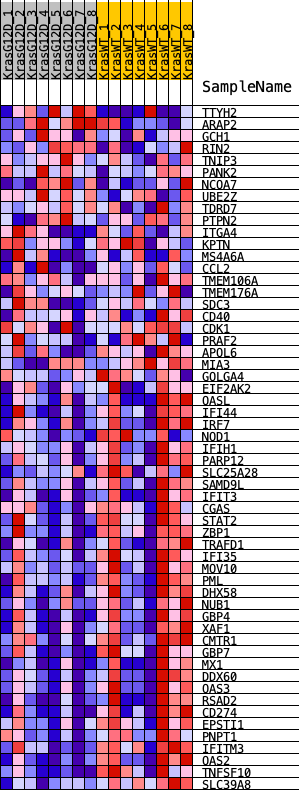 KrasG12D_1
KrasG12D_2
KrasG12D_3
KrasG12D_4
KrasG12D_5
KrasG12D_6
KrasG12D_7
KrasG12D_8
KrasWT_1
KrasWT_2
KrasWT_3
KrasWT_4
KrasWT_5
KrasWT_6
KrasWT_7
KrasWT_8
SampleName
TTYH2
ARAP2
GCH1
RIN2
TNIP3
PANK2
NCOA7
UBE2Z
TDRD7
PTPN2
ITGA4
KPTN
MS4A6A
CCL2
TMEM106A
TMEM176A
SDC3
CD40
CDK1
PRAF2
APOL6
MIA3
GOLGA4
EIF2AK2
OASL
IFI44
IRF7
NOD1
IFIH1
PARP12
SLC25A28
SAMD9L
IFIT3
CGAS
STAT2
ZBP1
TRAFD1
IFI35
MOV10
PML
DHX58
NUB1
GBP4
XAF1
CMTR1
GBP7
MX1
DDX60
OAS3
RSAD2
CD274
EPSTI1
PNPT1
IFITM3
OAS2
TNFSF10
SLC39A8